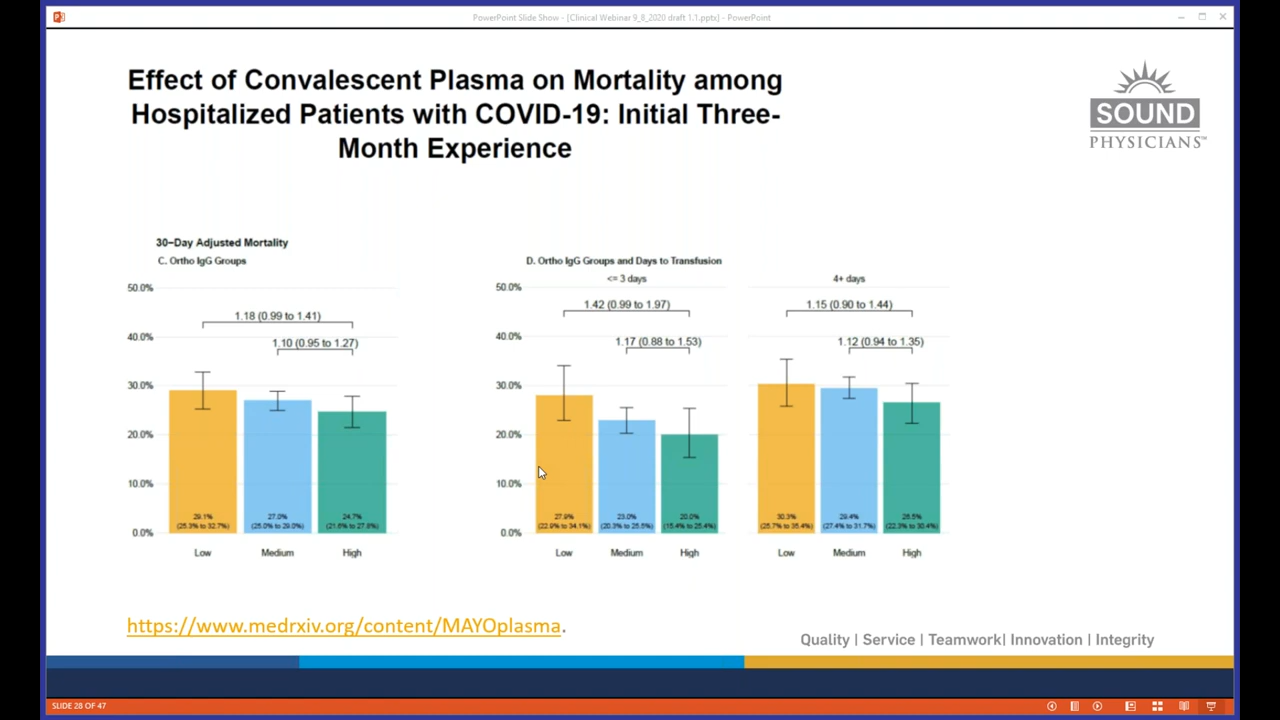 PowerPoint Slide Show - [Clinical Webinar 9_8_2020 draft 1.1.ppts] - PowerPoint
Effect of Convalescent Plasma on Mortality among
Hospitalized Patients with COVID-19: Initial Three-
Month Experience
SOUND
PHYSICIANS™
30-Day Adjusted Mortality
C. Ortho IgG Groups
50.0%
40.0%
30.0%
20.0%
10.0%
0.0%
1.18 (0.99 to 1.41)
1.10 (0.95 to 1.27)
29.1%
(25.3% to 32.7%)
27.0%
(25.0% to 29.0%)
24.7%
(21.6% to 27.8%)
Low Medium High
D. Ortho IgG Groups and Days to Transfusion
<= 3 days
50.0%
40.0%
30.0%
20.0%
10.0%
0.0%
1.42 (0.99 to 1.97)
1.17 (0.88 to 1.53)
27.9%
(22.9% to 34.1%)
23.0%
(20.3% to 25.5%)
20.0%
(15.4% to 25.4%)
Low Medium High
4+ days
1.15 (0.90 to 1.44)
1.12 (0.94 to 1.35)
30.3%
(25.7% to 35.4%)
29.4%
(27.4% to 31.7%)
26.5%
(22.3% to 30.4%)
Low Medium High
https://www.medrxiv.org/content/MAYOplasma.
Quality | Service | Teamwork| Innovation | Integrity
SLIDE 28 OF 47